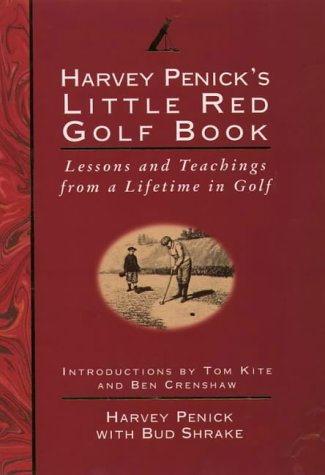 HARVEY PENICK'S
LITTLE RED
GOLF BOOK
Lessons and Teachings
from a Lifetime in Golf
INTRODUCTIONS BY TOM KITE
AND BEN CRENSHAW
HARVEY PENICK
WITH BUD SHRAKE